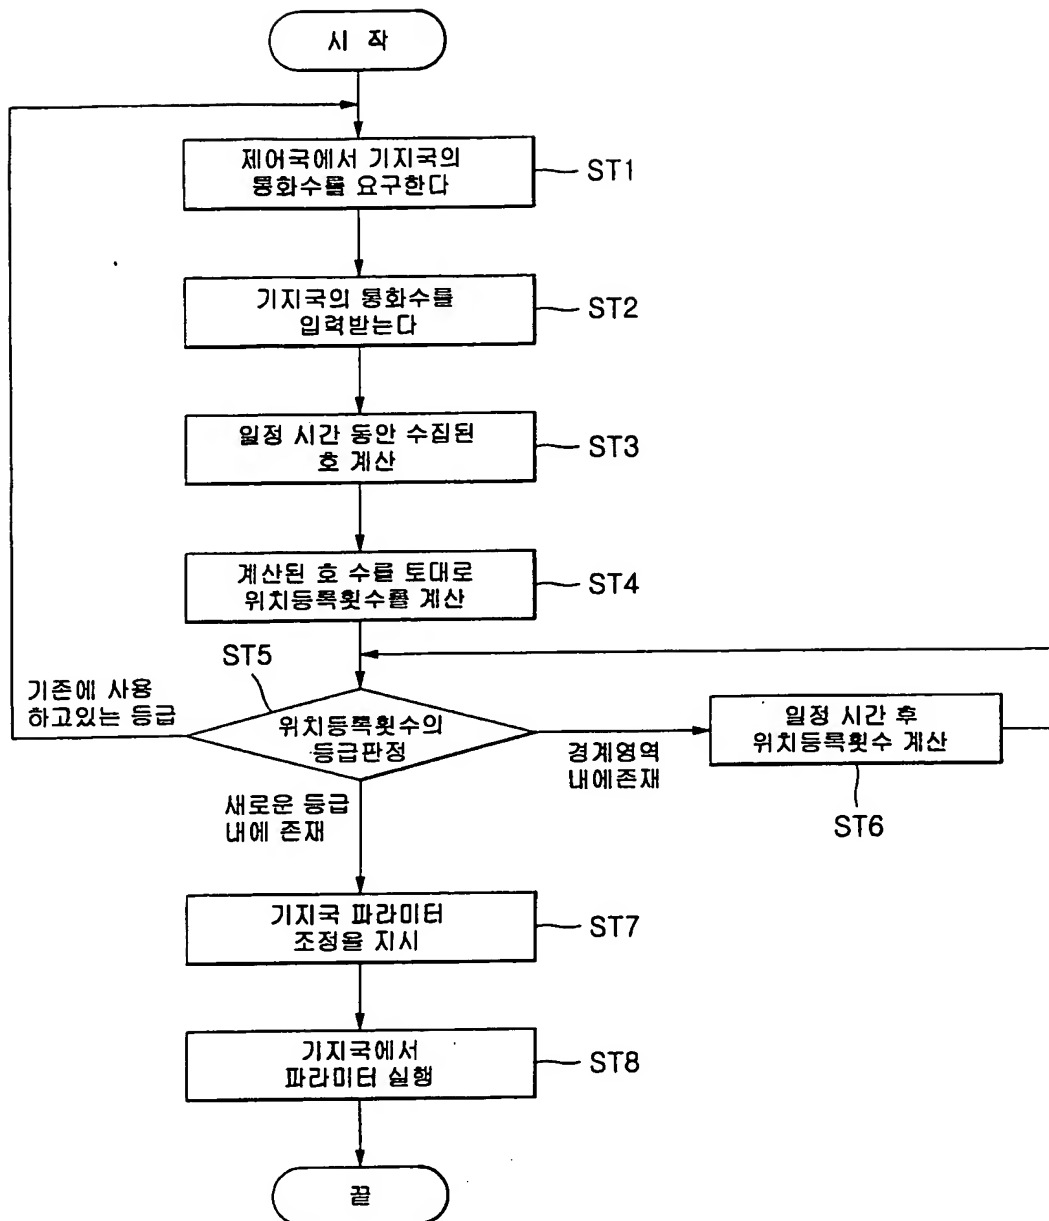 시 작
제어국에서 기지국의
통화수를 요구한다
ST1
기지국의 통화수를
입력받는다
ST2
일정 시간 동안 수집된
호 계산
ST3
계산된 호 수를 토대로
위치등록횟수를 계산
ST4
ST5
기존에 사용
하고있는 등급
위치등록횟수의
등급판정
경계영역
내에존재
일정 시간 후
위치등록횟수 계산
ST6
새로운 등급
내에 존재
기지국 파라미터
조정을 지시
ST7
기지국에서
파라미터 실행
ST8
끝